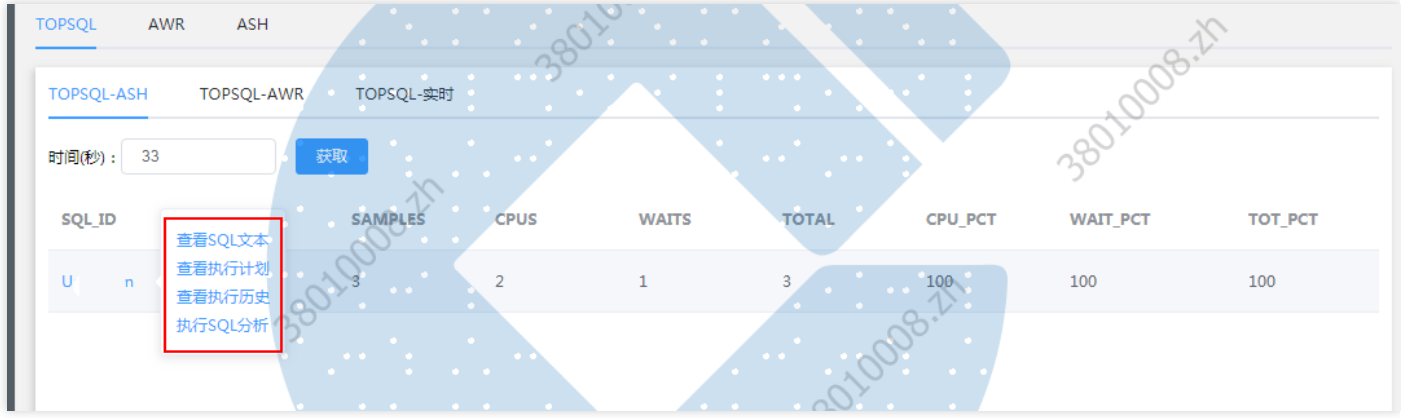 TOPSQL AWR ASH
TOPSQL-ASH TOPSQL-AWR TOPSQL-实时
时间(秒)： 33 获取
SQL_ID SAMPLES CPUS WAITS TOTAL CPU_PCT WAIT_PCT TOT_PCT
查看SQL文本
查看执行计划
U n 3 2 1 3 100 100 100
查看执行历史
执行SQL分析
38010008.zh
38010008.zh
38010008.zh
38010008.zh